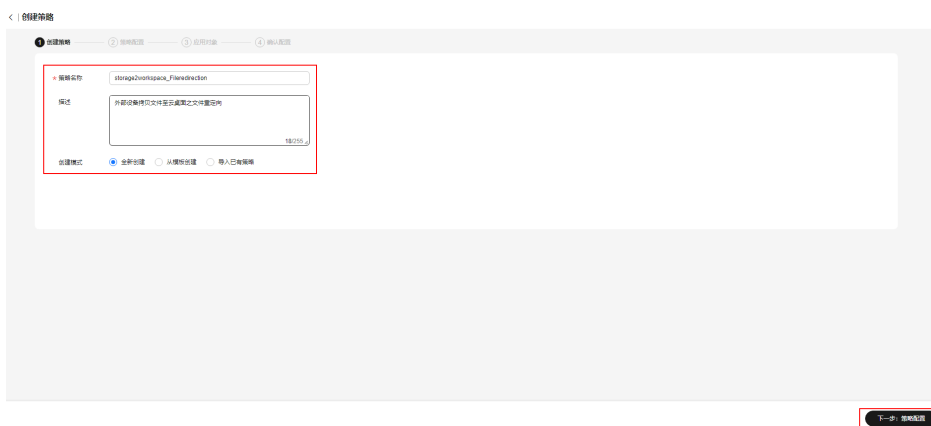 < | 创建策略
1 创建策略 2 策略配置 3 应用对象 4 确认配置
* 策略名称 storage2workspace_Fileredirection
描述 外部设备拷贝文件至云桌面之文件重定向
18/255
创建模式 全新创建 从模板创建 导入已有策略
下一步：策略配置